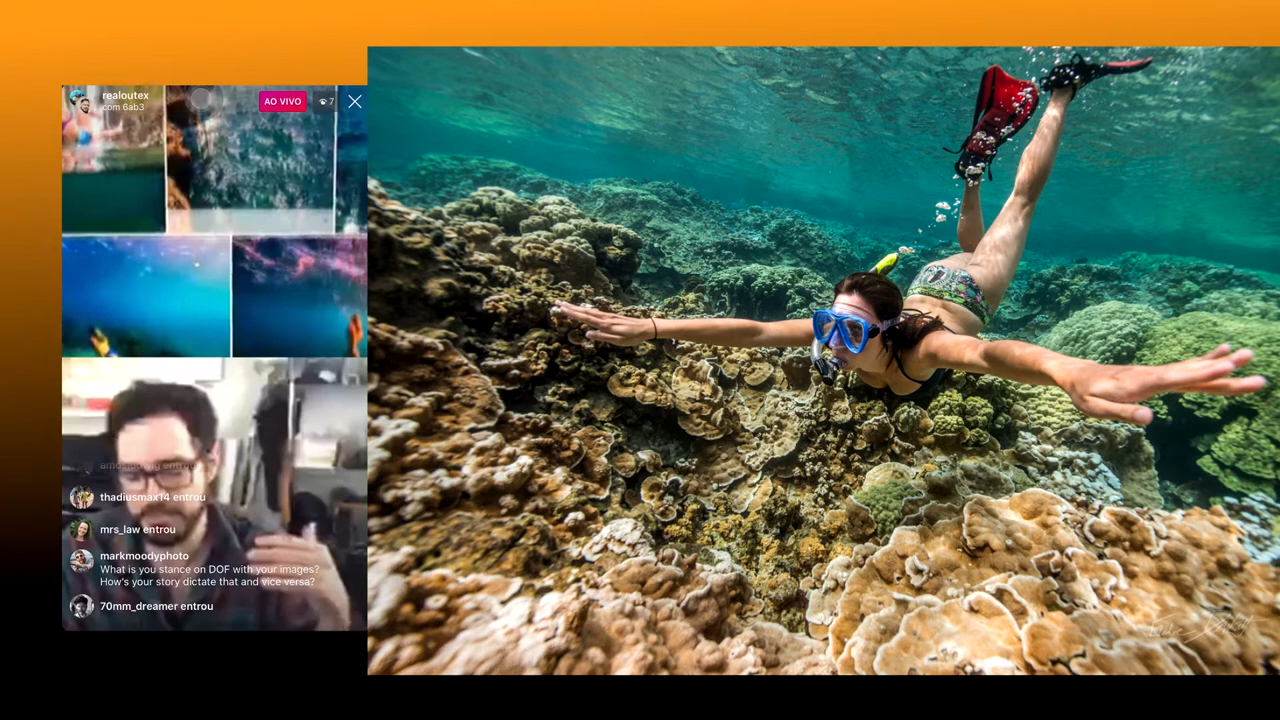 realoutex
com 6ab3
AO VIVO
7
thadiusmax14 entrou
mrs_law entrou
markmoodyphoto
What is you stance on DOF with your images?
How's your story dictate that and vice versa?
70mm_dreamer entrou